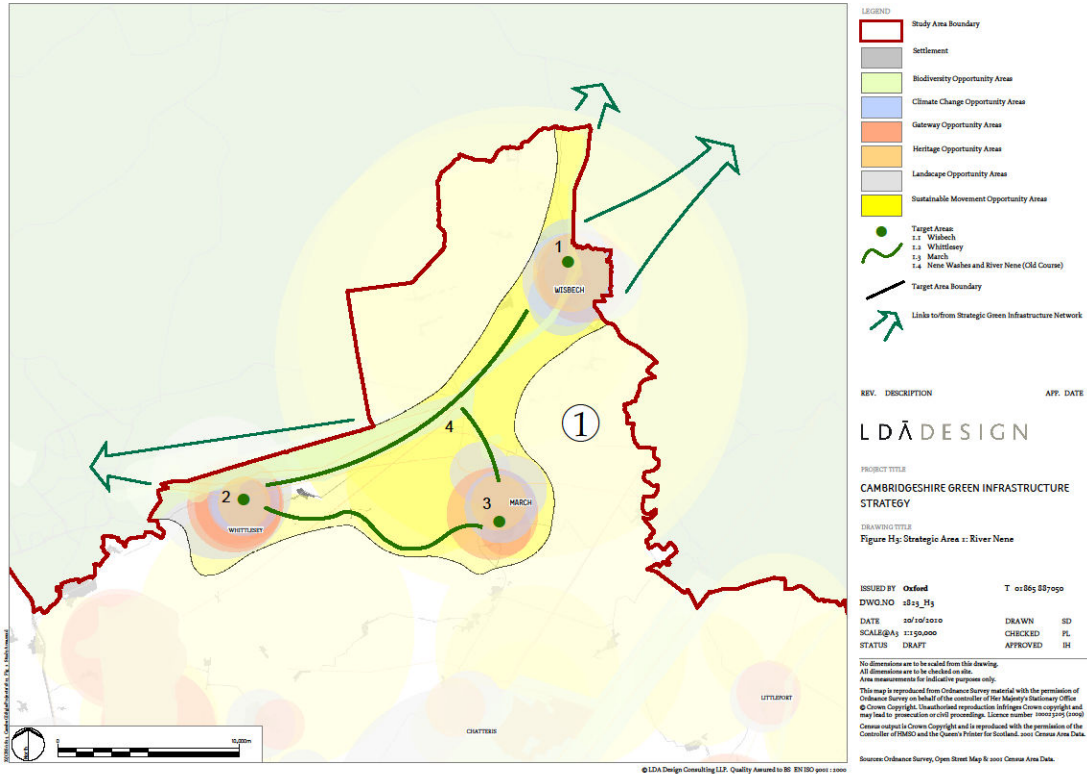 LEGEND
Study Area Boundary
Settlement
Biodiversity Opportunity Areas
Climate Change Opportunity Areas
Gateway Opportunity Areas
Heritage Opportunity Areas
Landscape Opportunity Areas
Sustainable Movement Opportunity Areas
Target Areas:
1.1 Wisbech
1.2 Whittlesey
1.3 March
1.4 Nene Washes and River Nene (Old Course)
Target Area Boundary
Links to/from Strategic Green Infrastructure Network
1
WISBECH
1
4
2
WHITTLESEY
3
MARCH
LITTLEPORT
CHATTERIS
0
10,000m
REV. DESCRIPTION APP. DATE
LDĀDESIGN
PROJECT TITLE
CAMBRIDGESHIRE GREEN INFRASTRUCTURE
STRATEGY
DRAWING TITLE
Figure H3: Strategic Area 1: River Nene
ISSUED BY Oxford T 01865 887050
DWG.NO 2823_H3
DATE 20/10/2010 DRAWN SD
SCALE@A3 1:150,000 CHECKED PL
STATUS DRAFT APPROVED IH
No dimensions are to be scaled from this drawing.
All dimensions are to be checked on site.
Area measurements for indicative purposes only.
This map is reproduced from Ordnance Survey material with the permission of
Ordnance Survey on behalf of the controller of Her Majesty's Stationary Office
© Crown Copyright. Unauthorised reproduction infringes Crown copyright and
may lead to prosecution or civil proceedings. Licence number (2009)
Census output is Crown Copyright and is reproduced with the permission of the
Controller of HMSO and the Queen's Printer for Scotland. 2001 Census Area Data.
Sources: Ordnance Survey, Open Street Map & 2001 Census Area Data.
© LDA Design Consulting LLP. Quality Assured to BS EN ISO 9001 : 2000